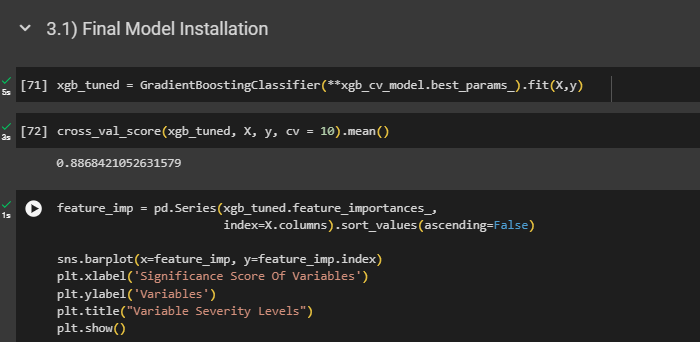 3.1) Final Model Installation
[71] xgb_tuned = GradientBoostingClassifier(**xgb_cv_model.best_params_).fit(X,y)
5s
[72] cross_val_score(xgb_tuned, X, y, cv = 10).mean()
3s
0.8868421052631579
feature_imp = pd.Series(xgb_tuned.feature_importances_,
1s
index=X.columns).sort_values(ascending=False)
sns.barplot(x=feature_imp, y=feature_imp.index)
plt.xlabel('Significance Score Of Variables')
plt.ylabel('Variables')
plt.title("Variable Severity Levels")
plt.show()